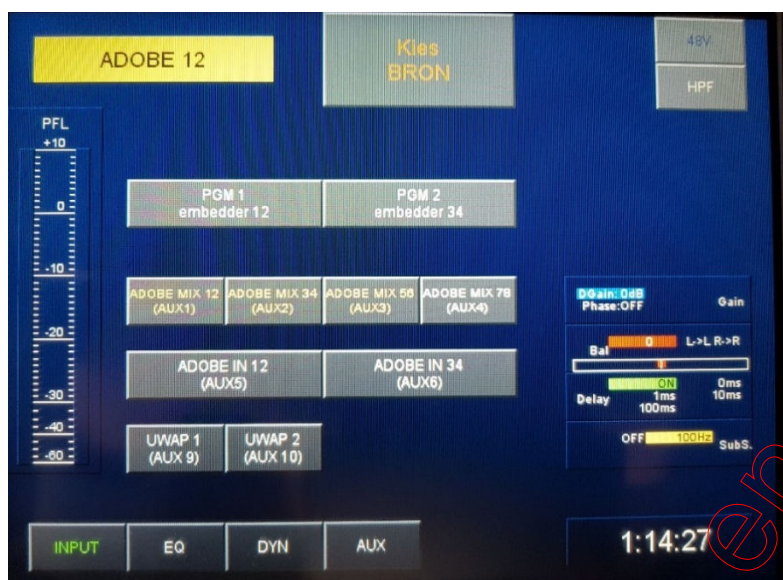 ADOBE 12
Kies
BRON
48V
HPF
PFL
+10
0
-10
-20
-30
-40
-60
PGM 1
embedder 12
PGM 2
embedder 34
ADOBE MIX 12
(AUX1)
ADOBE MIX 34
(AUX2)
ADOBE MIX 56
(AUX3)
ADOBE MIX 78
(AUX4)
ADOBE IN 12
(AUX5)
ADOBE IN 34
(AUX6)
UWAP 1
(AUX 9)
UWAP 2
(AUX 10)
DGain: 0dB
Phase:OFF
Gain
Bal
0
L->L R->R
ON
0ms
Delay
1ms
10ms
100ms
OFF
100Hz
SubS.
INPUT
EQ
DYN
AUX
1:14:27
en